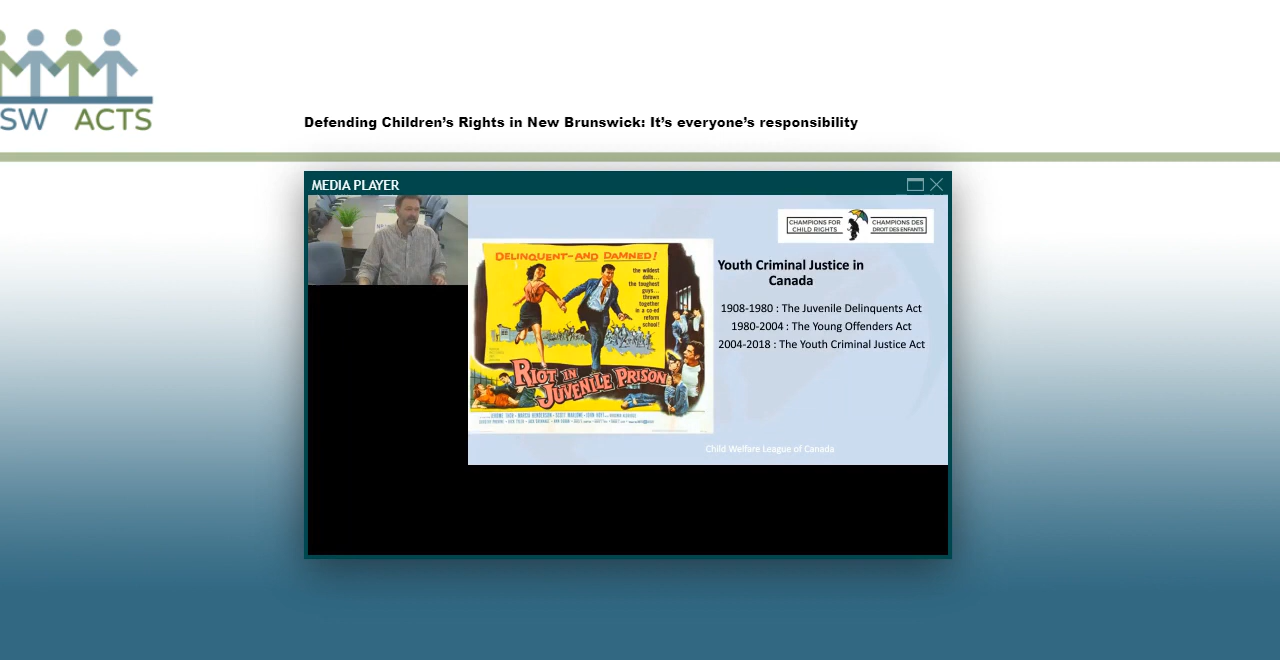 SW ACTS
Defending Children's Rights in New Brunswick: It's everyone's responsibility
MEDIA PLAYER
CHAMPIONS FOR
CHILD RIGHTS
CHAMPIONS DES
DROIT DES ENFANTS
DELINQUENT—AND DAMNED!
the wildest
dolls...
the toughest
guys...
thrown
together
in a co-ed
reform
school!
RIOT IN
JUVENILE PRISON
Youth Criminal Justice in
Canada
1908-1980 : The Juvenile Delinquents Act
1980-2004 : The Young Offenders Act
2004-2018 : The Youth Criminal Justice Act
Child Welfare League of Canada